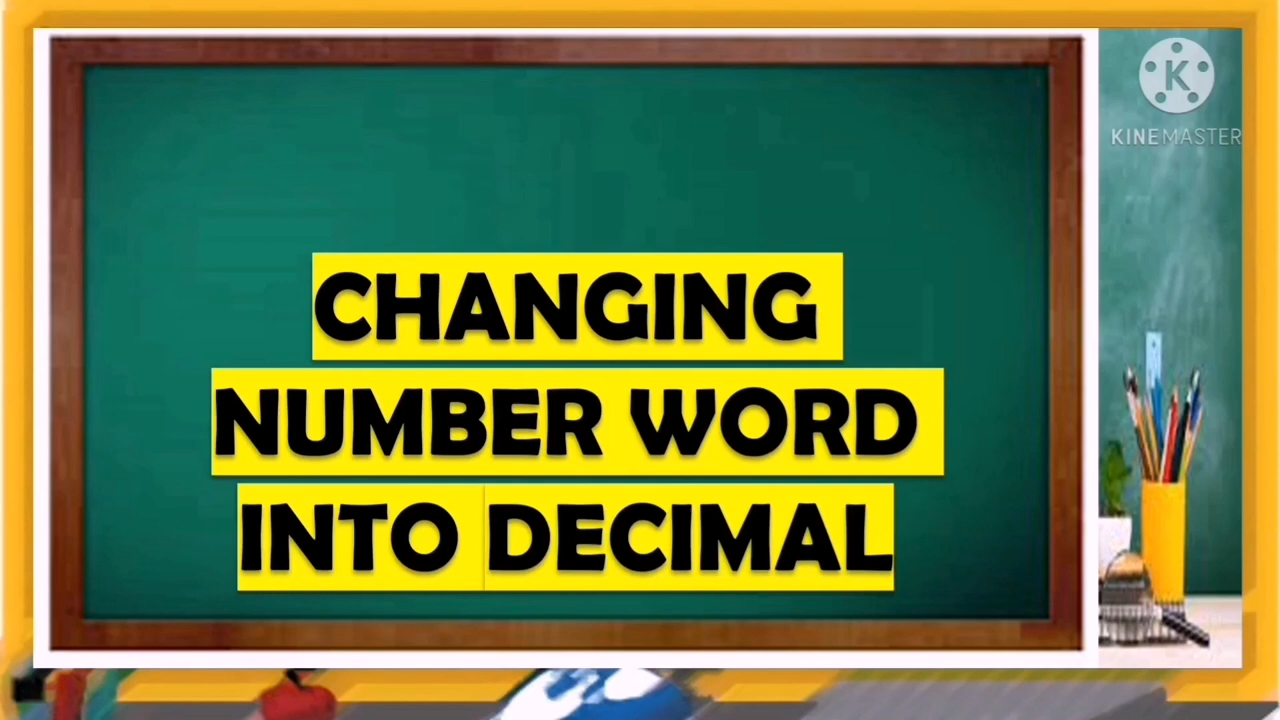 K
KINEMASTER
CHANGING
NUMBER WORD
INTO DECIMAL